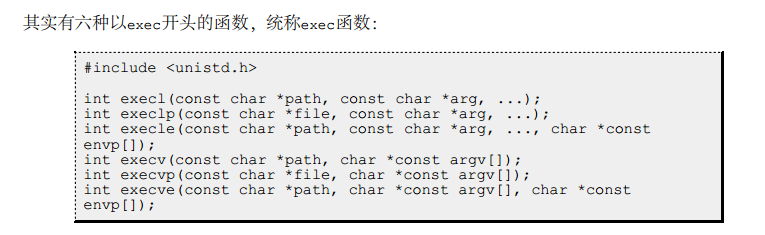 其实有六种以exec开头的函数，统称exec函数：
#include <unistd.h>
int execl(const char *path, const char *arg, ...);
int execlp(const char *file, const char *arg, ...);
int execle(const char *path, const char *arg, ..., char *const
envp[]);
int execv(const char *path, char *const argv[]);
int execvp(const char *file, char *const argv[]);
int execve(const char *path, char *const argv[], char *const
envp[]);